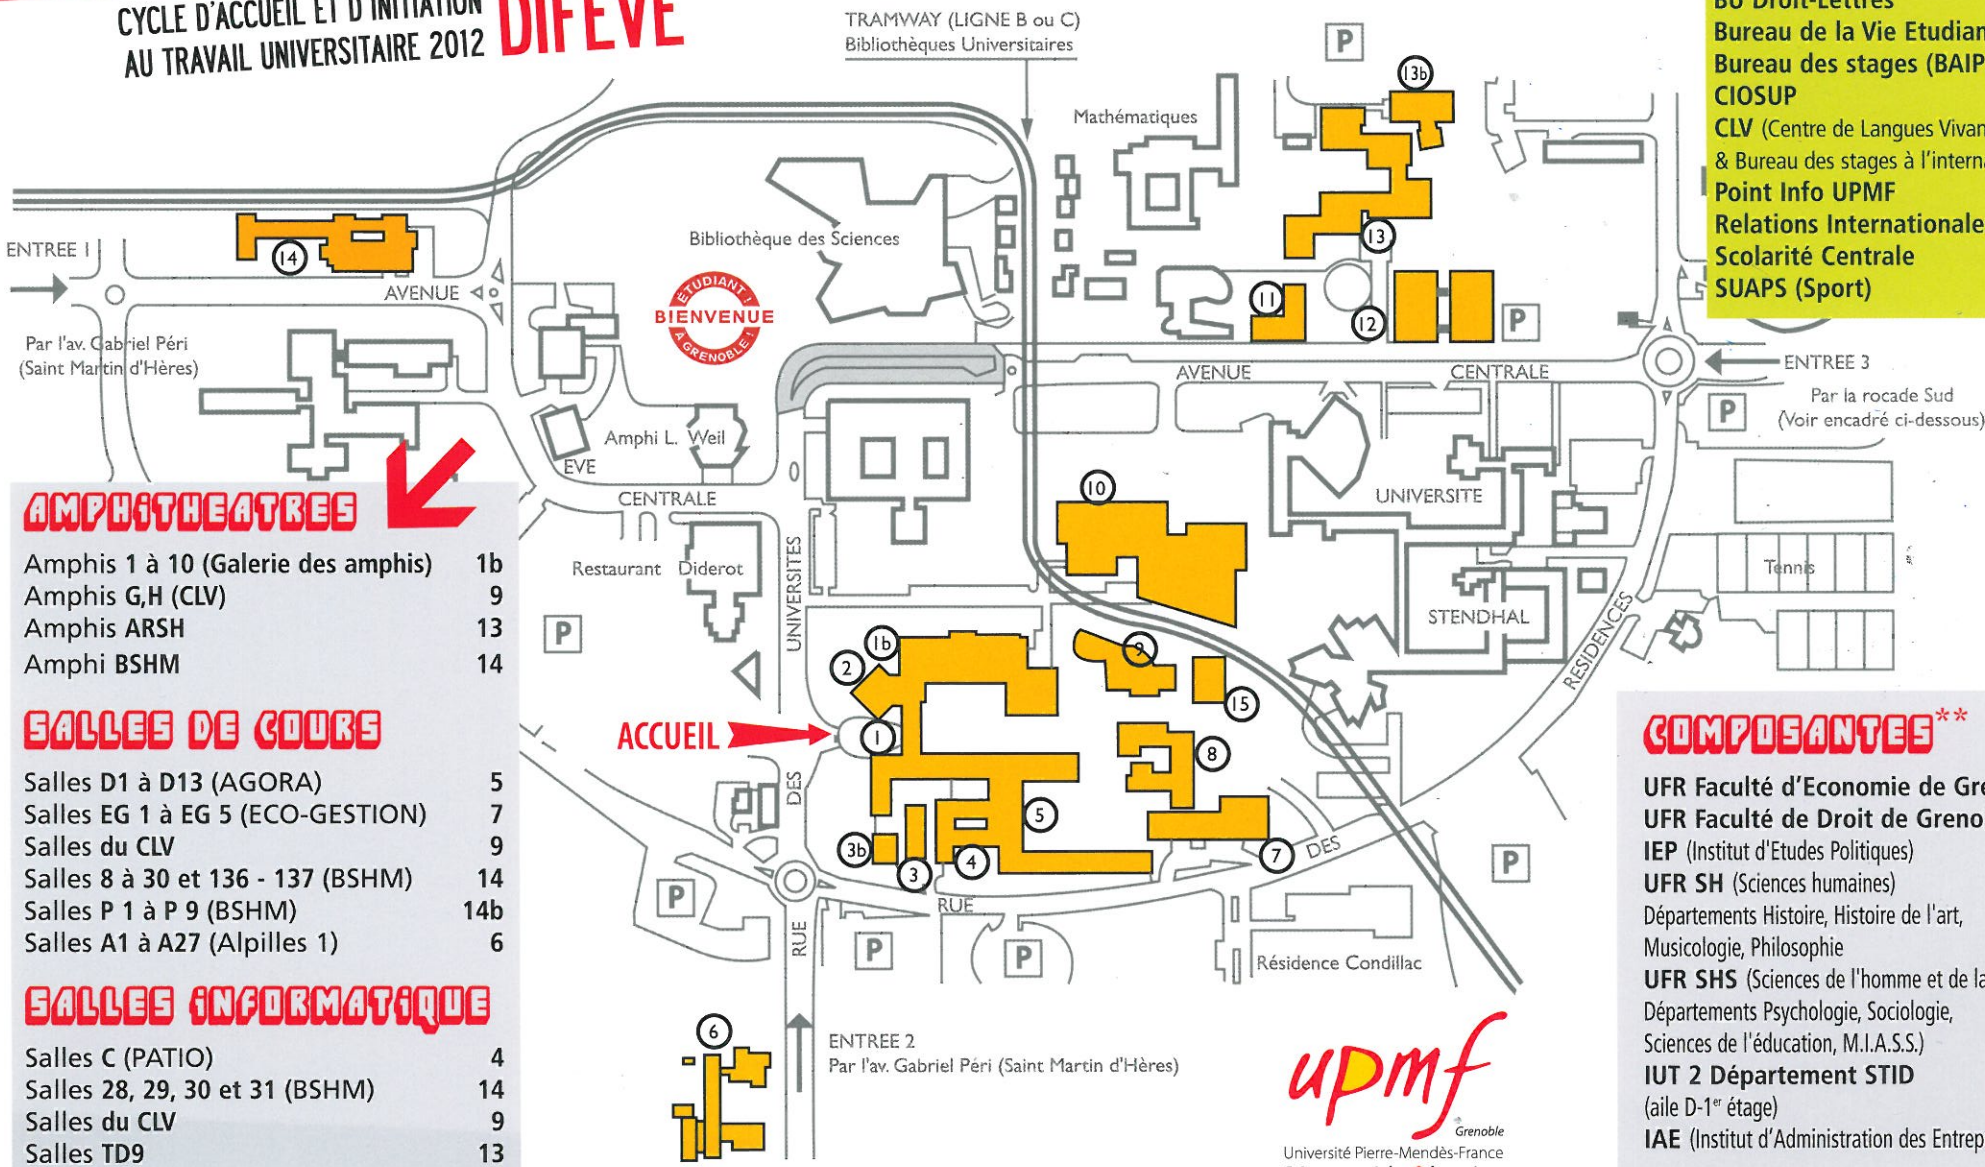 CYCLE D'ACCUEIL ET D'INITIATION
AU TRAVAIL UNIVERSITAIRE 2012
DIFEVE
TRAMWAY (LIGNE B ou C)
Bibliothèques Universitaires
P
13b
Mathématiques
BU Droit-Lettres
Bureau de la Vie
Bureau des stages (BAIP
CIOSUP
CLV (Centre de Langues
& Bureau des stages à
Point Info UPMF
Relations
Scolarité Centrale
SUAPS (Sport)
ENTREE 1
14
AVENUE
Par l'av. Gabriel Péri
(Saint Martin d'Hères)
Bibliothèque des Sciences
ÉTUDIANT !
BIENVENUE
À GRENOBLE !
13
11
12
P
AVENUE
CENTRALE
ENTREE 3
Par la rocade Sud
(Voir encadré ci-dessous)
P
Amphi L. Weil
EVE
CENTRALE
Restaurant Diderot
UNIVERSITES
10
UNIVERSITE
STENDHAL
Tennis
RESIDENCES
P
AMPHITHEATRES
Amphis 1 à 10 (Galerie des amphis) 1b
Amphis G,H (CLV) 9
Amphis ARSH 13
Amphi BSHM 14
SALLES DE COURS
Salles D1 à D13 (AGORA) 5
Salles EG 1 à EG 5 (ECO-GESTION) 7
Salles du CLV 9
Salles 8 à 30 et 136 - 137 (BSHM) 14
Salles P 1 à P 9 (BSHM) 14b
Salles A1 à A27 (Alpilles 1) 6
SALLES INFORMATIQUE
Salles C (PATIO) 4
Salles 28, 29, 30 et 31 (BSHM) 14
Salles du CLV 9
Salles TD9 13
1b
2
9
15
ACCUEIL
1
8
DES
5
3b
3
4
7
DES
P
P
RUE
RUE
P
P
Résidence Condillac
6
ENTREE 2
Par l'av. Gabriel Péri (Saint Martin d'Hères)
upmf
Grenoble
Université Pierre-Mendès-France
COMPOSANTES**
UFR Faculté d'Economie de
UFR Faculté de Droit de
IEP (Institut d'Etudes Politiques)
UFR SH (Sciences humaines)
Départements Histoire, Histoire de l'art,
Musicologie, Philosophie
UFR SHS (Sciences de l'homme et de la
Départements Psychologie, Sociologie,
Sciences de l'éducation, M.I.A.S.S.)
IUT 2 Département STID
(aile D-1er étage)
IAE (Institut d'Administration des